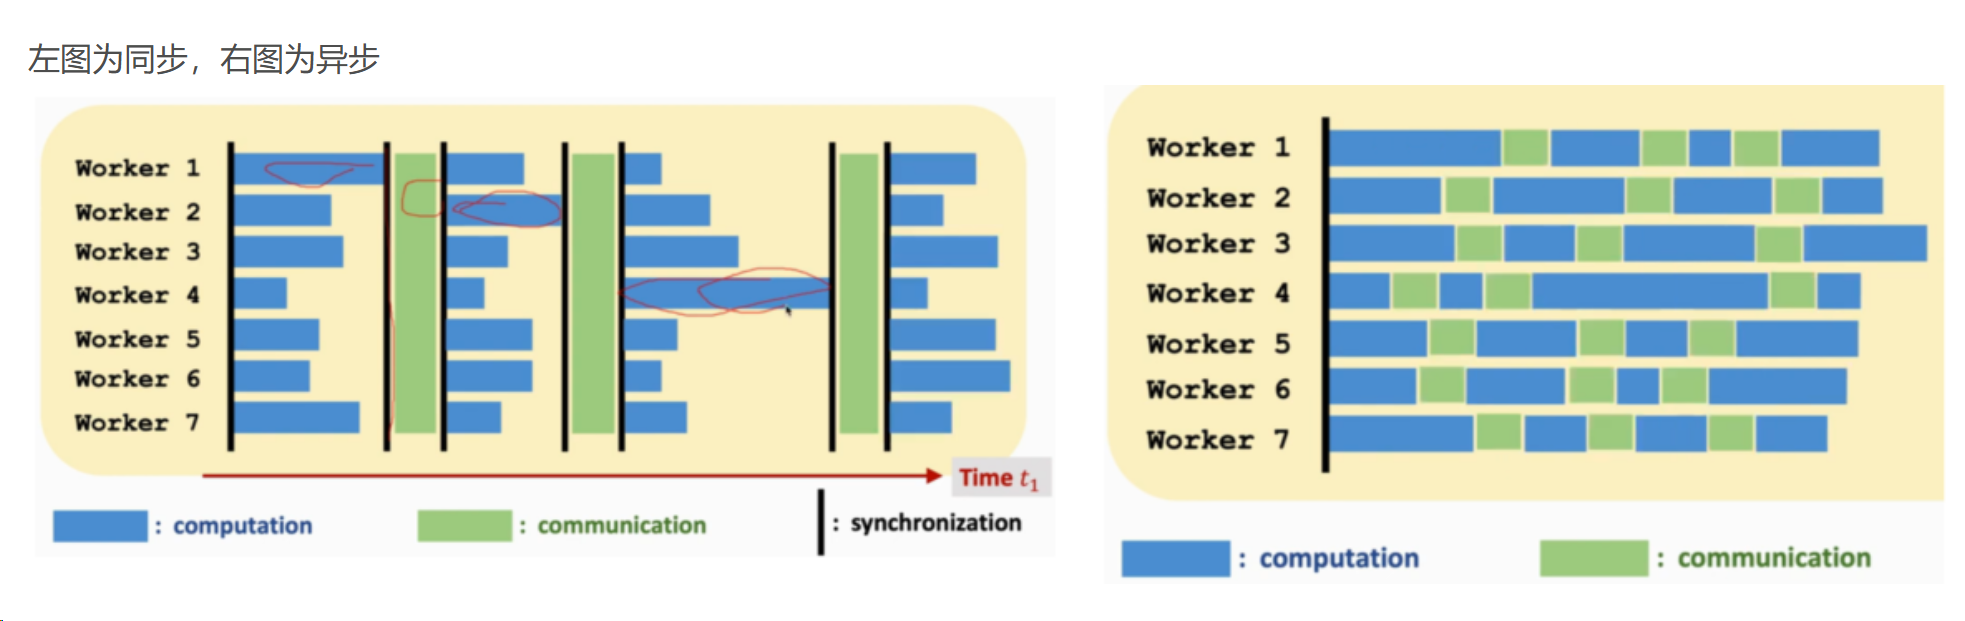 左图为同步，右图为异步
Worker 1
Worker 2
Worker 3
Worker 4
Worker 5
Worker 6
Worker 7
Time t₁
: computation
: communication
: synchronization
Worker 1
Worker 2
Worker 3
Worker 4
Worker 5
Worker 6
Worker 7
: computation
: communication